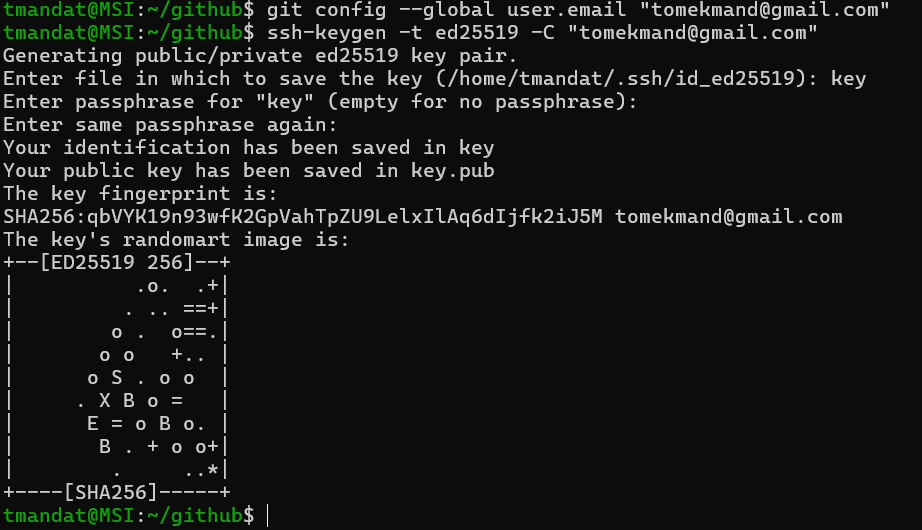 tmandat@MSI:~/github$ git config --global user.email "tomekmand@gmail.com"
tmandat@MSI:~/github$ ssh-keygen -t ed25519 -C "tomekmand@gmail.com"
Generating public/private ed25519 key pair.
Enter file in which to save the key (/home/tmandat/.ssh/id_ed25519): key
Enter passphrase for "key" (empty for no passphrase):
Enter same passphrase again:
Your identification has been saved in key
Your public key has been saved in key.pub
The key fingerprint is:
SHA256:qbVYK19n93wfK2GpVahTpZU9LelxIlAq6dIjfk2iJ5M tomekmand@gmail.com
The key's randomart image is:
+--[ED25519 256]--+
|          .o.  .+|
|         . .. ==+|
|        o .  o==.|
|       o o   +.. |
|      o S . o o  |
|     . X B o =   |
|      E = o B o. |
|       B . + o o+|
|        .     ..*|
+----[SHA256]-----+
tmandat@MSI:~/github$